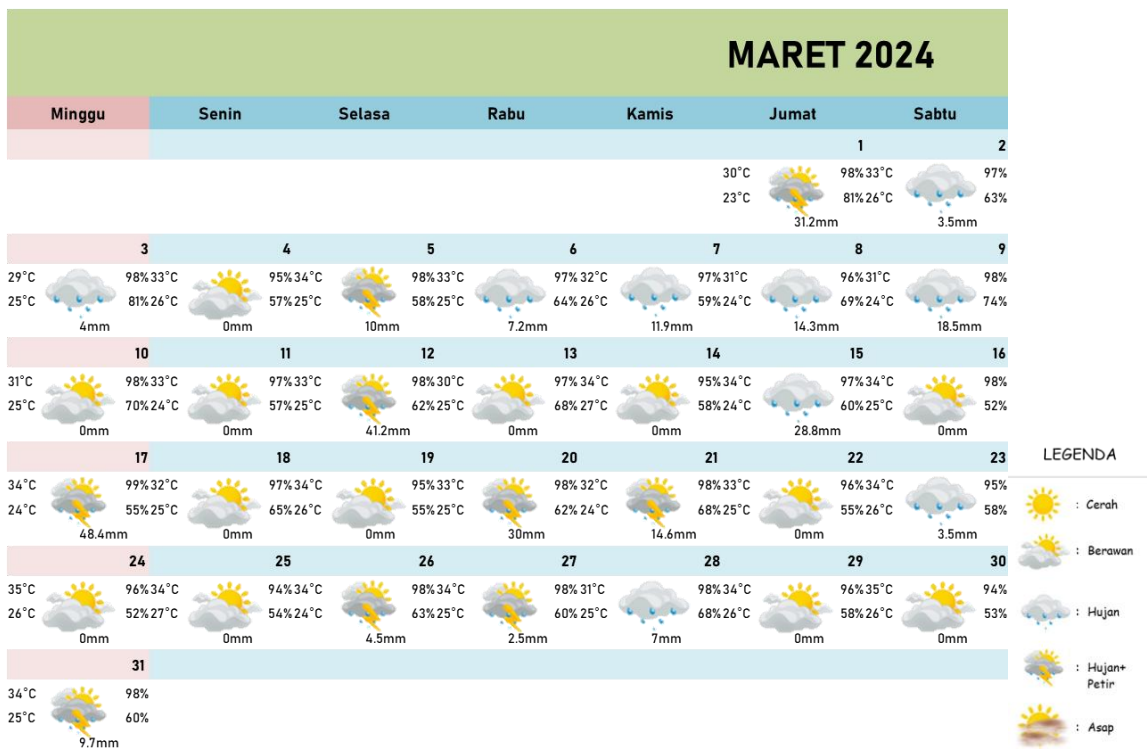 MARET 2024
Minggu Senin Selasa Rabu Kamis Jumat Sabtu
1 2
30°C 98% 33°C 97%
23°C 81% 26°C 63%
31.2mm 3.5mm
3 4 5 6 7 8 9
29°C 98% 33°C 95% 34°C 98% 33°C 97% 32°C 97% 31°C 96% 31°C 98%
25°C 81% 26°C 57% 25°C 58% 25°C 64% 26°C 59% 24°C 69% 24°C 74%
4mm 0mm 10mm 7.2mm 11.9mm 14.3mm 18.5mm
10 11 12 13 14 15 16
31°C 98% 33°C 97% 33°C 98% 30°C 97% 34°C 95% 34°C 97% 34°C 98%
25°C 70% 24°C 57% 25°C 62% 25°C 68% 27°C 58% 24°C 60% 25°C 52%
0mm 0mm 41.2mm 0mm 0mm 28.8mm 0mm
17 18 19 20 21 22 23
34°C 99% 32°C 97% 34°C 95% 33°C 98% 32°C 98% 33°C 96% 34°C 95%
24°C 55% 25°C 65% 26°C 55% 25°C 62% 24°C 68% 25°C 55% 26°C 58%
48.4mm 0mm 0mm 30mm 14.6mm 0mm 3.5mm
24 25 26 27 28 29 30
35°C 96% 34°C 94% 34°C 98% 34°C 98% 31°C 98% 34°C 96% 35°C 94%
26°C 52% 27°C 54% 24°C 63% 25°C 60% 25°C 68% 26°C 58% 26°C 53%
0mm 0mm 4.5mm 2.5mm 7mm 0mm 0mm
31
34°C 98%
25°C 60%
9.7mm
LEGENDA
: Cerah
: Berawan
: Hujan
: Hujan+
Petir
: Asap